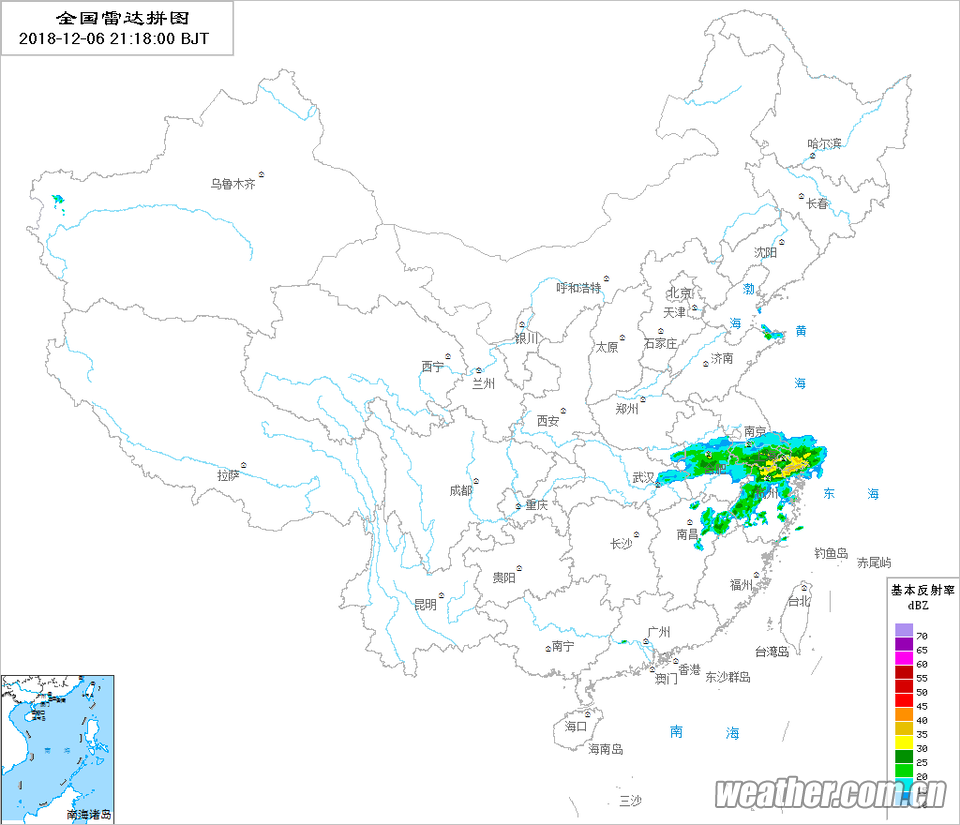 全国雷达拼图
2018-12-06 21:18:00 BJT
哈尔滨
乌鲁木齐
长春
沈阳
呼和浩特
北京
渤
天津
海
黄
银川
太原
石家庄
西宁
济南
兰州
海
郑州
西安
南京
合肥
拉萨
武汉
成都
杭州
东 海
重庆
南昌
长沙
钓鱼岛
赤尾屿
贵阳
福州
基本反射率
dBZ
昆明
台北
70
广州
65
南宁
台湾岛
60
香港
东沙群岛
澳门
55
50
45
海口
40
南 海
35
海南岛
30
25
20
三沙
南海诸岛
weather.com.cn